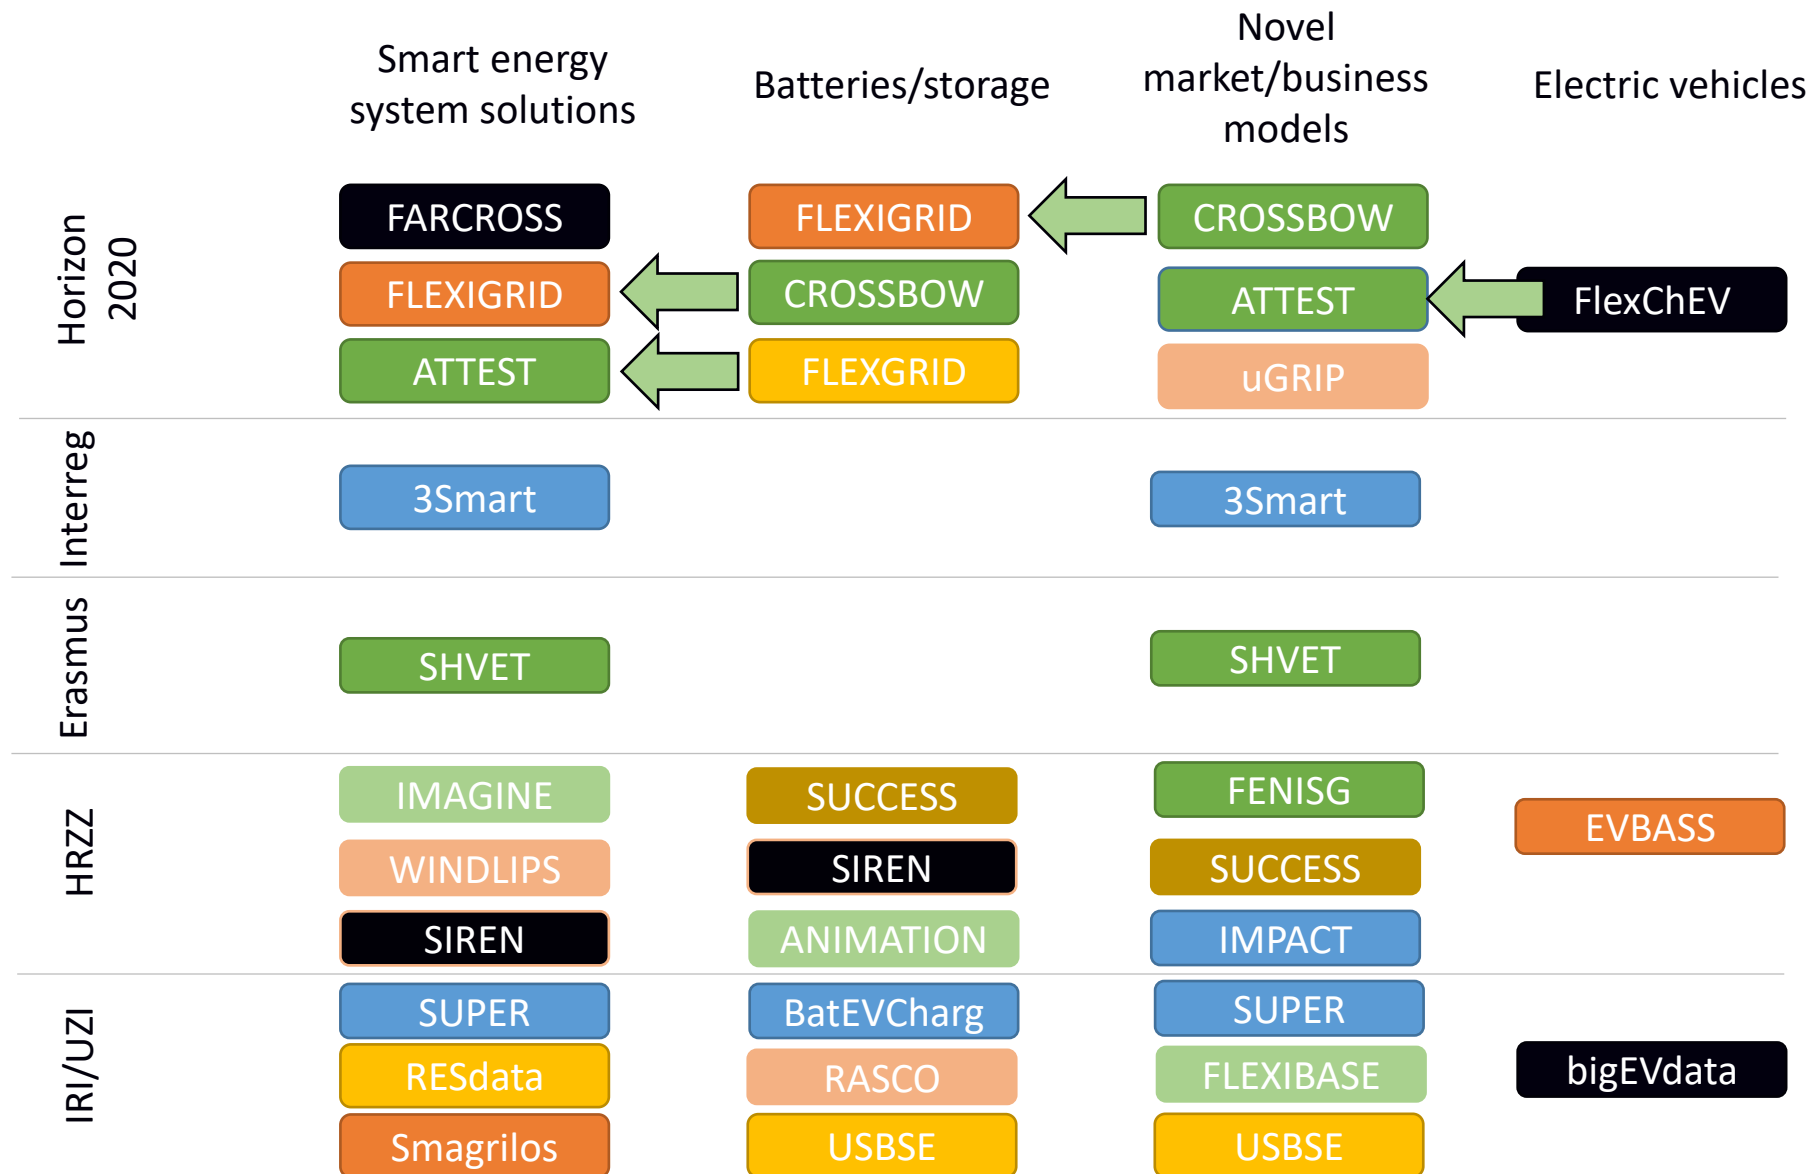 Smart energy
system solutions
Batteries/storage
Novel
market/business
models
Electric vehicles
Horizon
2020
FARCROSS
FLEXIGRID
CROSSBOW
FLEXIGRID
CROSSBOW
ATTEST
FlexChEV
ATTEST
FLEXGRID
uGRIP
Interreg
3Smart
3Smart
Erasmus
SHVET
SHVET
HRZZ
IMAGINE
SUCCESS
FENISG
EVBASS
WINDLIPS
SIREN
SUCCESS
SIREN
ANIMATION
IMPACT
IRI/UZI
SUPER
BatEVCharg
SUPER
RESdata
RASCO
FLEXIBASE
bigEVdata
Smagrilos
USBSE
USBSE